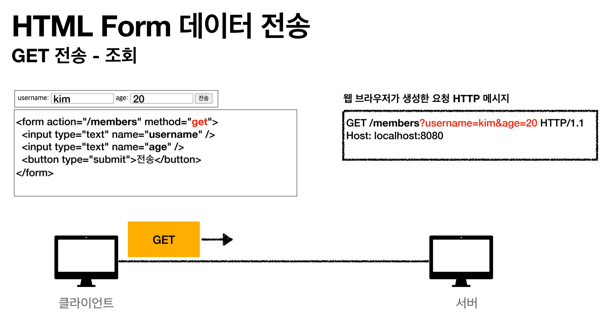 HTML Form 데이터 전송
GET 전송 - 조회
username: kim age: 20 전송
<form action="/members" method="get">
<input type="text" name="username" />
<input type="text" name="age" />
<button type="submit">전송</button>
</form>
웹 브라우저가 생성한 요청 HTTP 메시지
GET /members?username=kim&age=20 HTTP/1.1
Host: localhost:8080
GET
클라이언트
서버